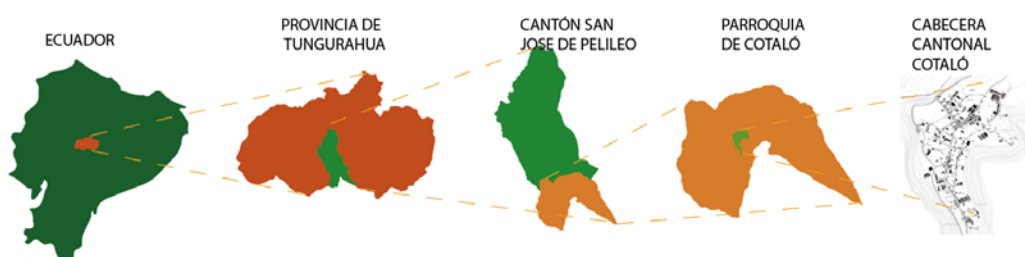 ECUADOR
PROVINCIA DE
TUNGURAHUA
CANTÓN SAN
JOSE DE PELILEO
PARROQUIA
DE COTALÓ
CABECERA
CANTONAL
COTALÓ